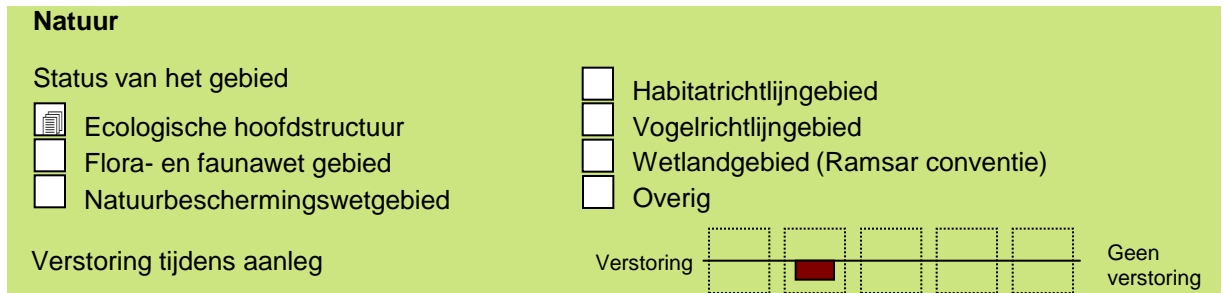 Natuur
Status van het gebied
Ecologische hoofdstructuur
Flora- en faunawet gebied
Natuurbeschermingswetgebied
Habitatrichtlijngebied
Vogelrichtlijngebied
Wetlandgebied (Ramsar conventie)
Overig
Verstoring tijdens aanleg
Verstoring
Geen
verstoring